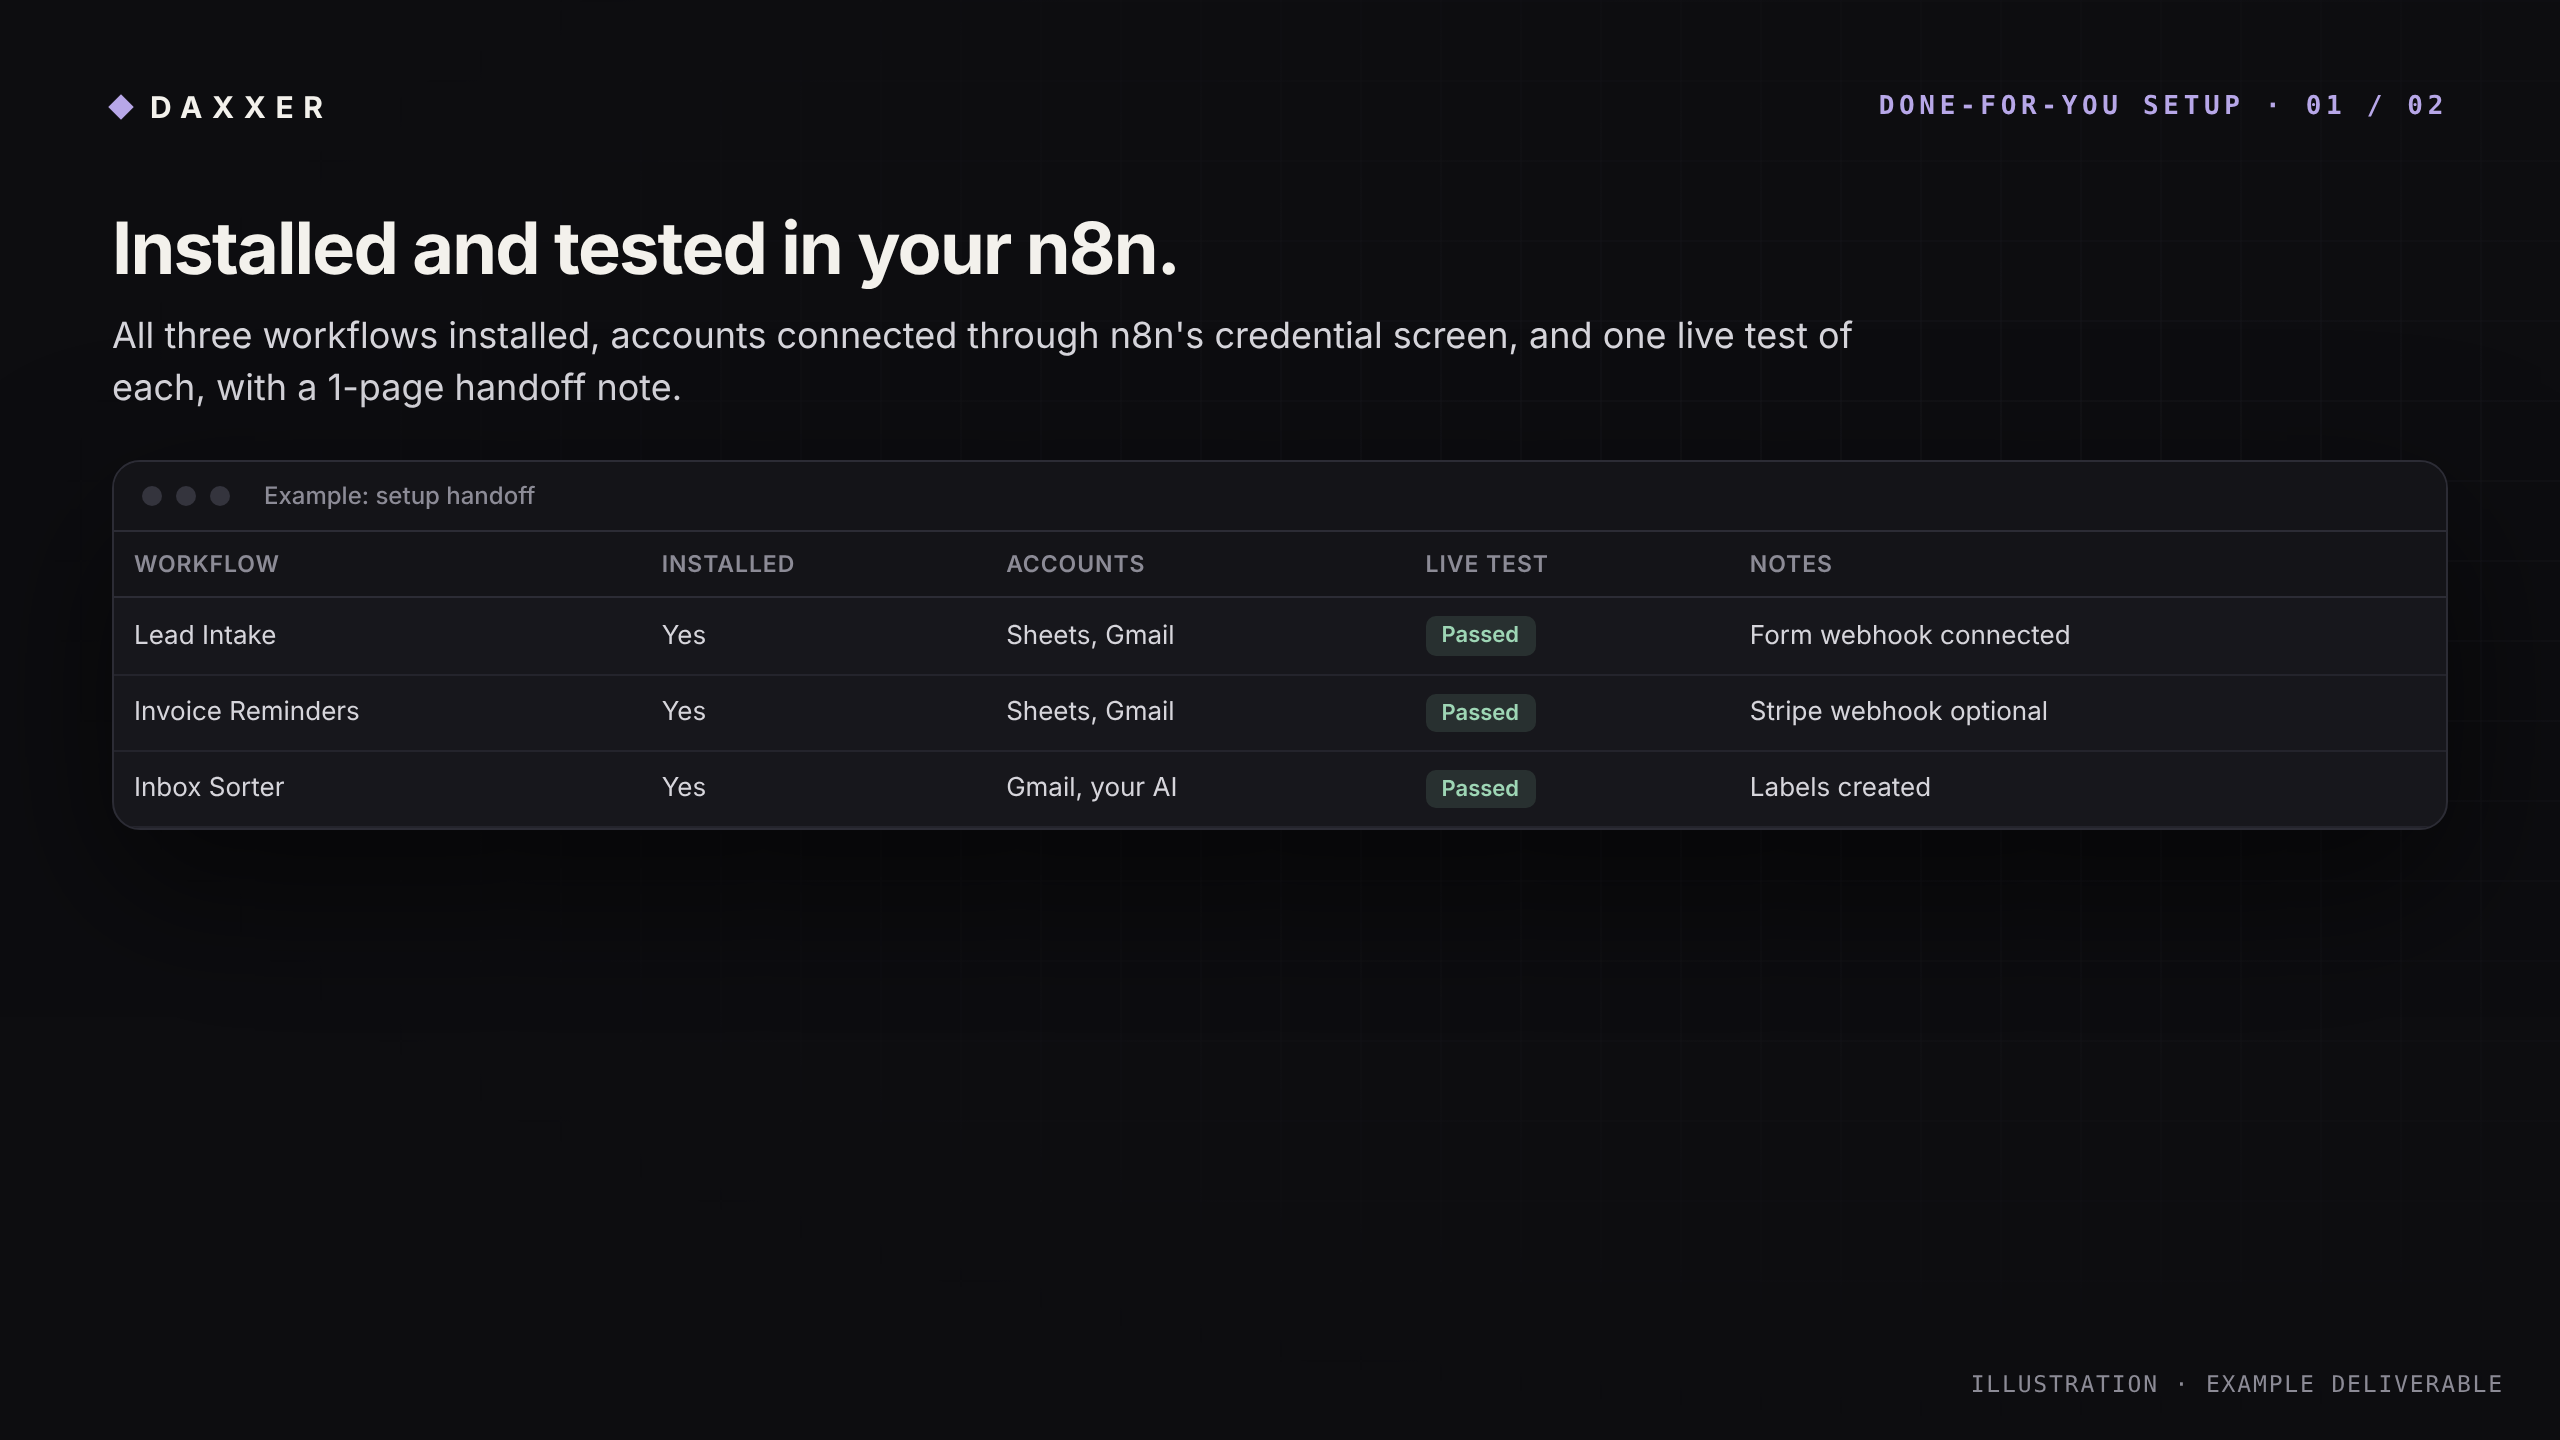 DAXXER
DONE-FOR-YOU SETUP · 01 / 02
Installed and tested in your n8n.
All three workflows installed, accounts connected through n8n's credential screen, and one live test of
each, with a 1-page handoff note.
Example: setup handoff
WORKFLOW INSTALLED ACCOUNTS LIVE TEST NOTES
Lead Intake Yes Sheets, Gmail Passed Form webhook connected
Invoice Reminders Yes Sheets, Gmail Passed Stripe webhook optional
Inbox Sorter Yes Gmail, your AI Passed Labels created
ILLUSTRATION · EXAMPLE DELIVERABLE